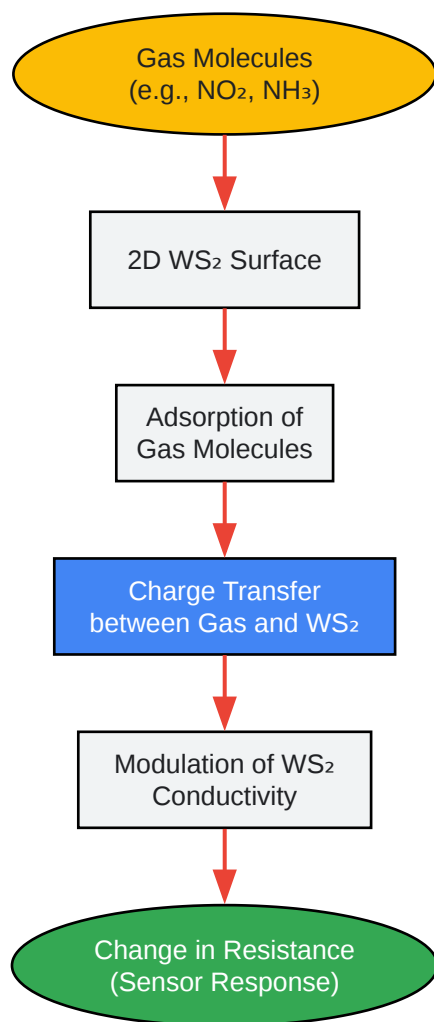 Gas Molecules
(e.g., NO₂, NH₃)
2D WS₂ Surface
Adsorption of
Gas Molecules
Charge Transfer
between Gas and WS₂
Modulation of WS₂
Conductivity
Change in Resistance
(Sensor Response)